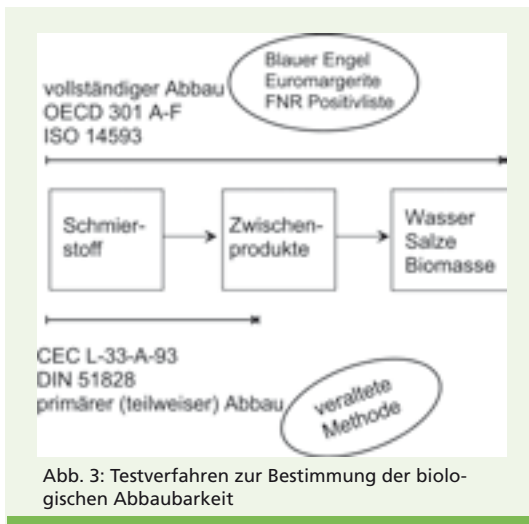 Blauer Engel
Euromargerite
FNR Positivliste
vollständiger Abbau
OECD 301 A-F
ISO 14593
Schmier-
stoff
Zwischen-
produkte
Wasser
Salze
Biomasse
CEC L-33-A-93
DIN 51828
primärer (teilweiser) Abbau
veraltete
Methode
Abb. 3: Testverfahren zur Bestimmung der biolo-
gischen Abbaubarkeit